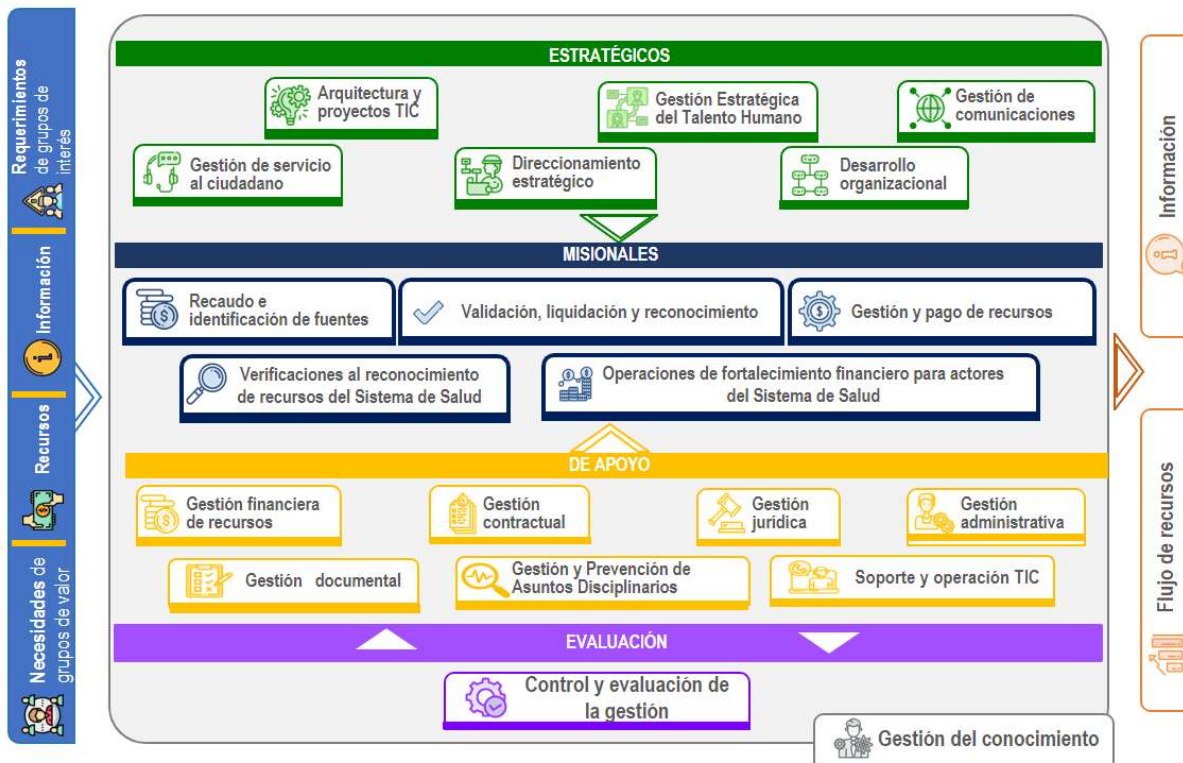 Requerimientos
de grupos de
interés
Información
Recursos
Necesidades de
grupos de valor
ESTRATÉGICOS
Arquitectura y
proyectos TIC
Gestión Estratégica
del Talento Humano
Gestión de
comunicaciones
Gestión de servicio
al ciudadano
Direccionamiento
estratégico
Desarrollo
organizacional
MISIONALES
Recaudo e
identificación de fuentes
Validación, liquidación y reconocimiento
Gestión y pago de recursos
Verificaciones al reconocimiento
de recursos del Sistema de Salud
Operaciones de fortalecimiento financiero para actores
del Sistema de Salud
DE APOYO
Gestión financiera
de recursos
Gestión
contractual
Gestión
jurídica
Gestión
administrativa
Gestión documental
Gestión y Prevención de
Asuntos Disciplinarios
Soporte y operación TIC
EVALUACIÓN
Control y evaluación de
la gestión
Gestión del conocimiento
Información
Flujo de recursos